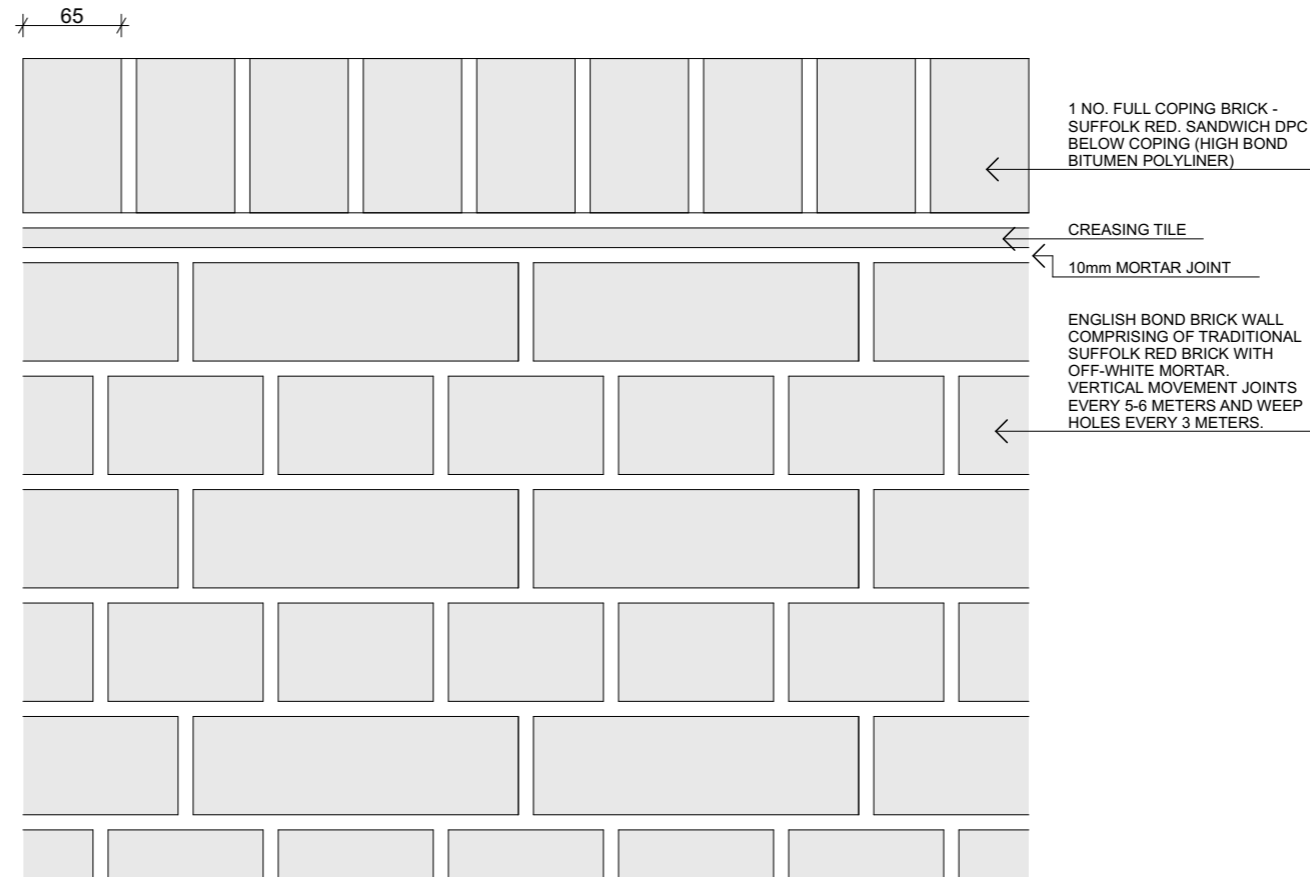 65
1 NO. FULL COPING BRICK -
SUFFOLK RED. SANDWICH DPC
BELOW COPING (HIGH BOND
BITUMEN POLYLINER)
CREASING TILE
10mm MORTAR JOINT
ENGLISH BOND BRICK WALL
COMPRISING OF TRADITIONAL
SUFFOLK RED BRICK WITH
OFF-WHITE MORTAR.
VERTICAL MOVEMENT JOINTS
EVERY 5-6 METERS AND WEEP
HOLES EVERY 3 METERS.